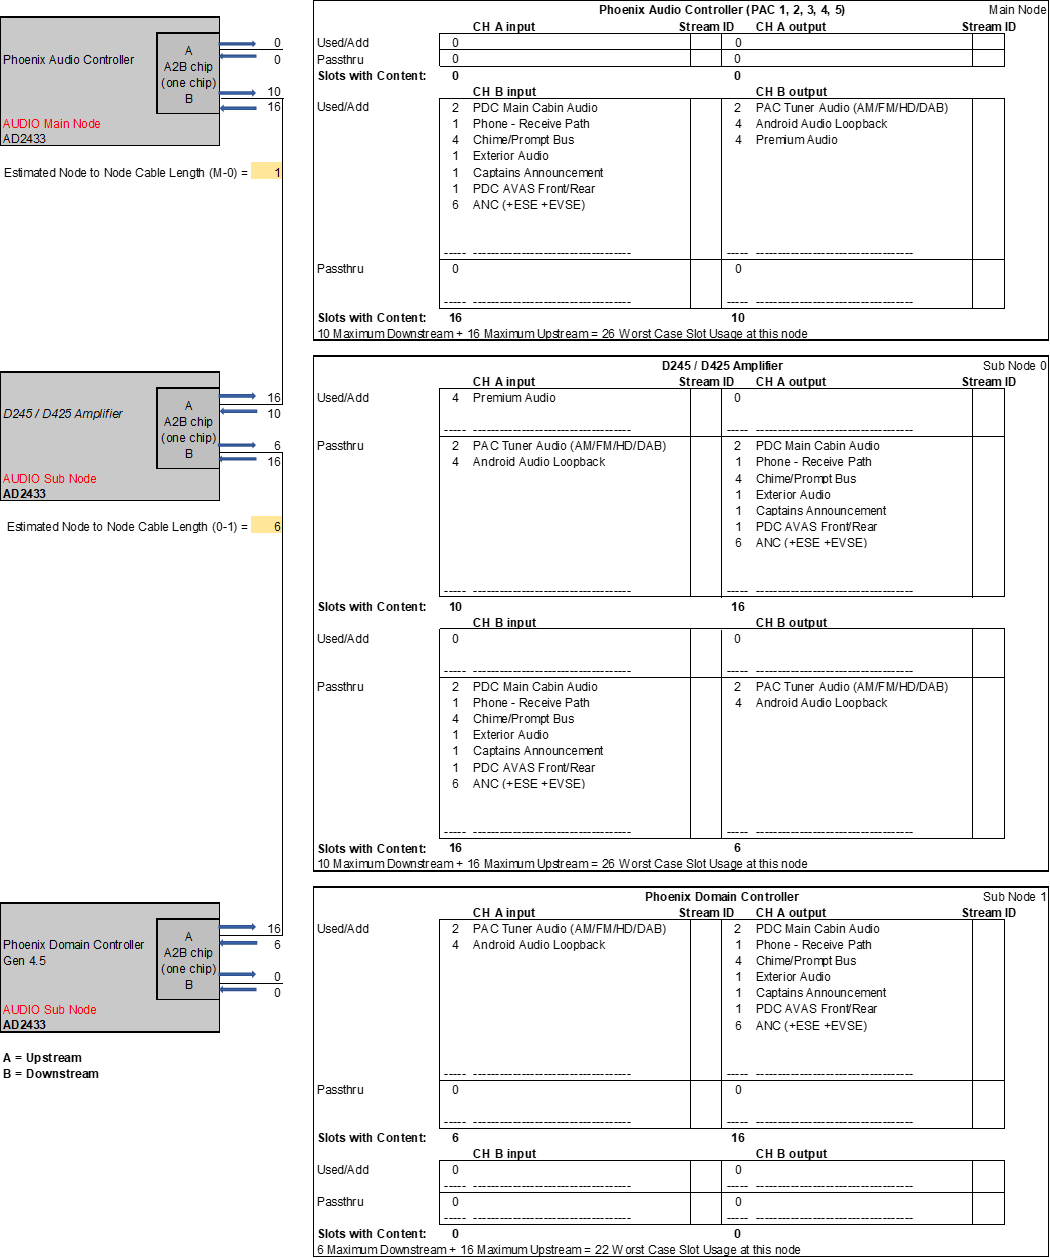 Phoenix Audio Controller (PAC 1, 2, 3, 4, 5) Main Node
CH A input Stream ID CH A output Stream ID
Used/Add 0 0
Passthru 0 0
Slots with Content: 0 0
CH B input CH B output
Used/Add 2 PDC Main Cabin Audio 2 PAC Tuner Audio (AM/FM/HD/DAB)
1 Phone - Receive Path 4 Android Audio Loopback
4 Chime/Prompt Bus 4 Premium Audio
1 Exterior Audio
1 Captains Announcement
1 PDC AVAS Front/Rear
6 ANC (+ESE +EVSE)
Passthru 0 0
Slots with Content: 16 10
10 Maximum Downstream + 16 Maximum Upstream = 26 Worst Case Slot Usage at this node
Phoenix Audio Controller
A
A2B chip
(one chip)
B
0
0
10
16
AUDIO Main Node
AD2433
Estimated Node to Node Cable Length (M-0) = 1
D245 / D425 Amplifier Sub Node 0
CH A input Stream ID CH A output Stream ID
Used/Add 4 Premium Audio 0
Passthru 2 PAC Tuner Audio (AM/FM/HD/DAB) 2 PDC Main Cabin Audio
4 Android Audio Loopback 1 Phone - Receive Path
4 Chime/Prompt Bus
1 Exterior Audio
1 Captains Announcement
1 PDC AVAS Front/Rear
6 ANC (+ESE +EVSE)
Slots with Content: 10 16
CH B input CH B output
Used/Add 0 0
Passthru 2 PDC Main Cabin Audio 2 PAC Tuner Audio (AM/FM/HD/DAB)
1 Phone - Receive Path 4 Android Audio Loopback
4 Chime/Prompt Bus
1 Exterior Audio
1 Captains Announcement
1 PDC AVAS Front/Rear
6 ANC (+ESE +EVSE)
Slots with Content: 16 6
10 Maximum Downstream + 16 Maximum Upstream = 26 Worst Case Slot Usage at this node
D245 / D425 Amplifier
A
A2B chip
(one chip)
B
16
10
6
16
AUDIO Sub Node
AD2433
Estimated Node to Node Cable Length (0-1) = 6
Phoenix Domain Controller Sub Node 1
CH A input Stream ID CH A output Stream ID
Used/Add 2 PAC Tuner Audio (AM/FM/HD/DAB) 2 PDC Main Cabin Audio
4 Android Audio Loopback 1 Phone - Receive Path
4 Chime/Prompt Bus
1 Exterior Audio
1 Captains Announcement
1 PDC AVAS Front/Rear
6 ANC (+ESE +EVSE)
Passthru 0 0
Slots with Content: 6 16
CH B input CH B output
Used/Add 0 0
Passthru 0 0
Slots with Content: 0 0
6 Maximum Downstream + 16 Maximum Upstream = 22 Worst Case Slot Usage at this node
Phoenix Domain Controller
Gen 4.5
A
A2B chip
(one chip)
B
16
6
0
0
AUDIO Sub Node
AD2433
A = Upstream
B = Downstream